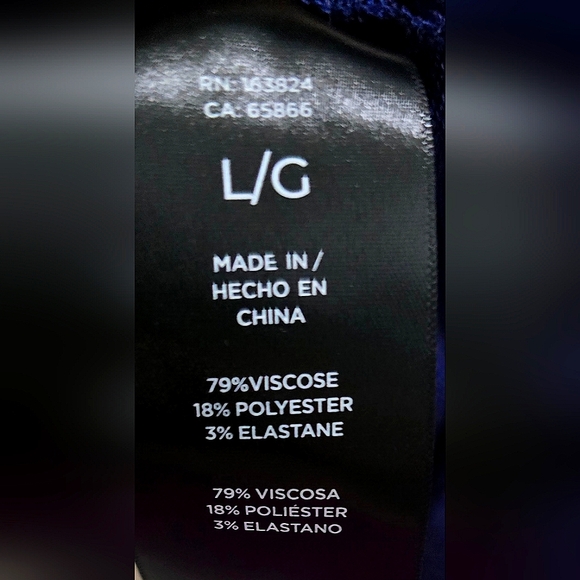 RN: 163824
CA: 65866
L/G
MADE IN /
HECHO EN
CHINA
79%VISCOSE
18% POLYESTER
3% ELASTANE
79% VISCOSA
18% POLIÉSTER
3% ELASTANO